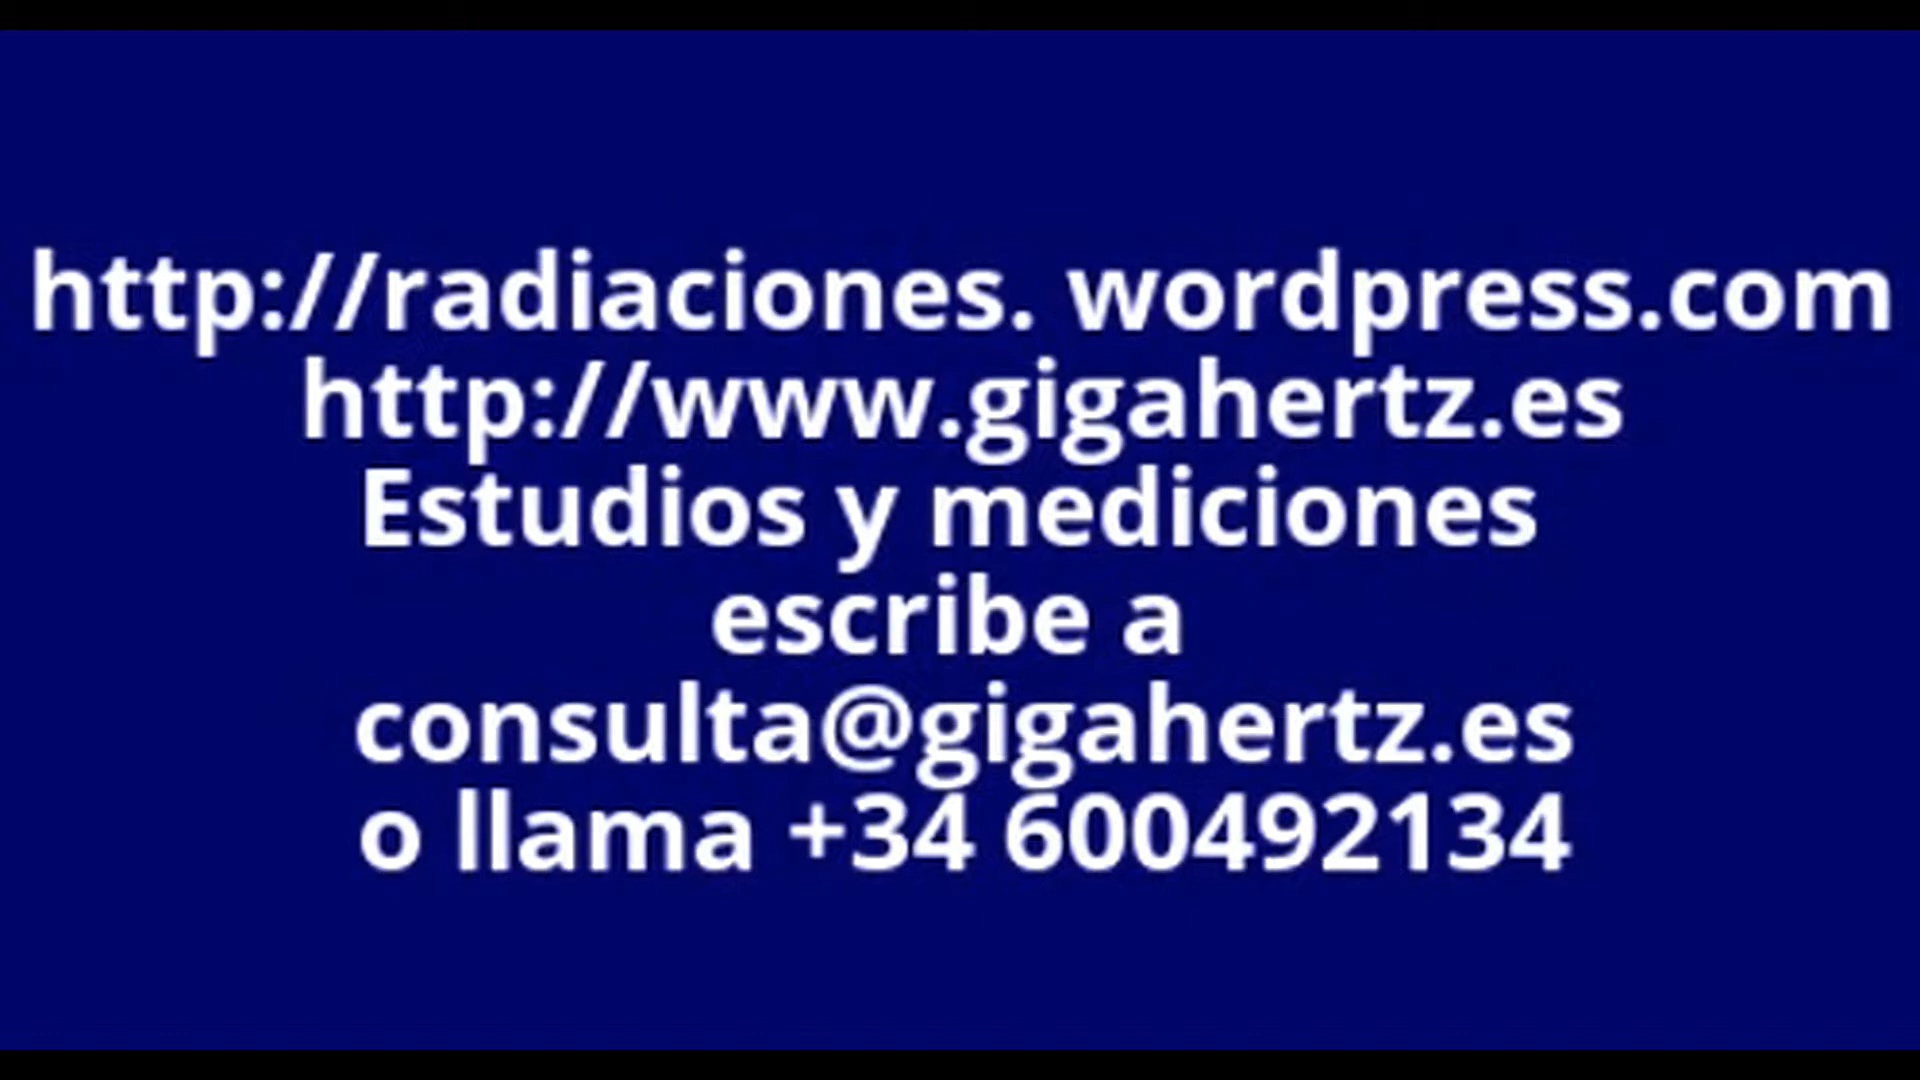 http://radiaciones. wordpress.com
http://www.gigahertz.es
Estudios y mediciones
escribe a
consulta@gigahertz.es
o llama +34 600492134